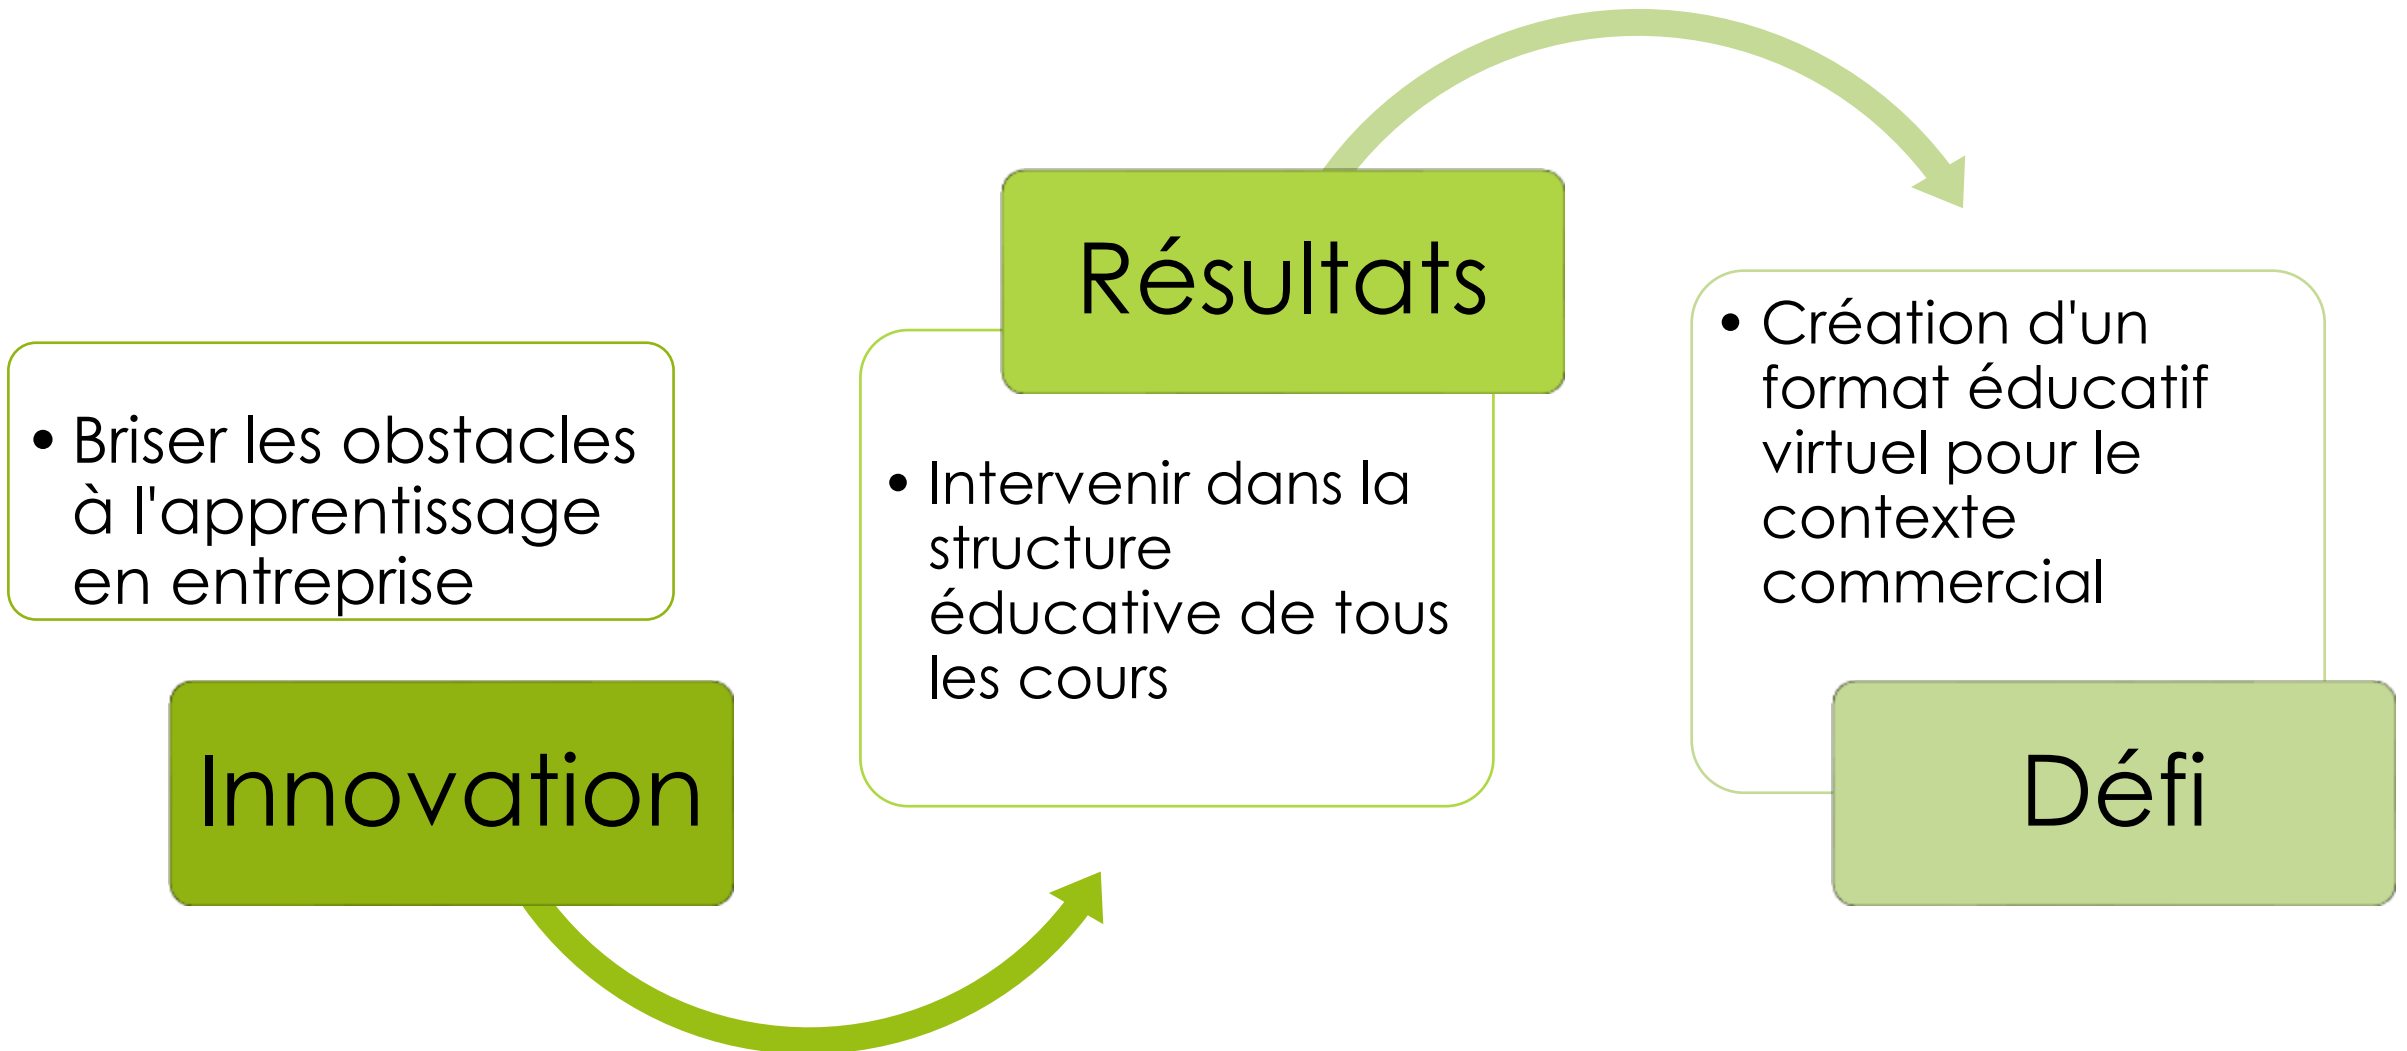 • Briser les obstacles
à l'apprentissage
en entreprise
Innovation
Résultats
• Intervenir dans la
structure
éducative de tous
les cours
• Création d'un
format éducatif
virtuel pour le
contexte
commercial
Défi